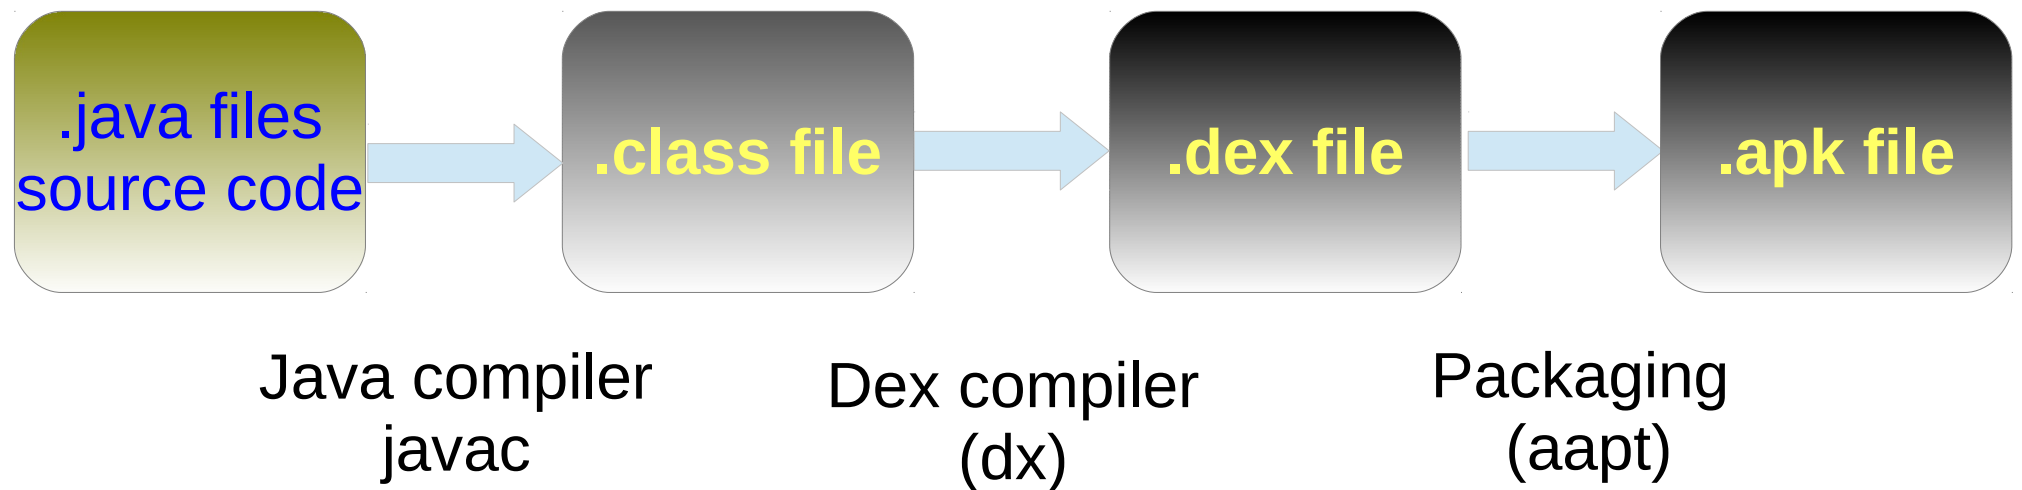 .java files
source code
.class file
.dex file
.apk file
Java compiler
javac
Dex compiler
(dx)
Packaging
(aapt)